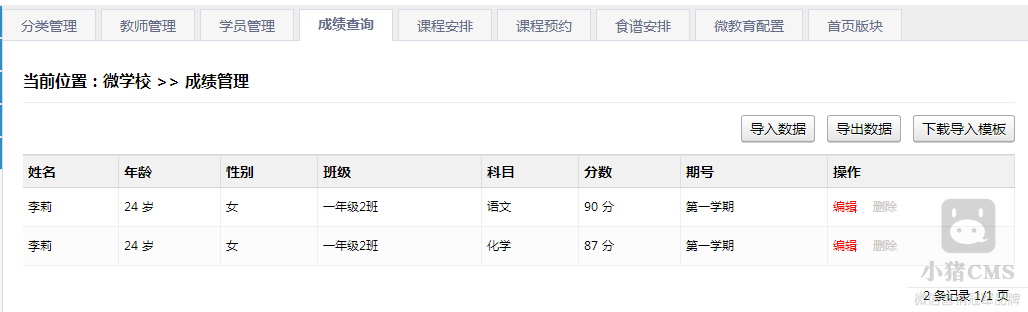 分类管理 教师管理 学员管理 成绩查询 课程安排 课程预约 食谱安排 微教育配置 首页版块
当前位置：微学校 >> 成绩管理
导入数据 导出数据 下载导入模板
姓名 年龄 性别 班级 科目 分数 期号 操作
李莉 24 岁 女 一年级2班 语文 90 分 第一学期 编辑 删除
李莉 24 岁 女 一年级2班 化学 87 分 第一学期 编辑 删除
小猪CMS
2 条记录 1/1 页